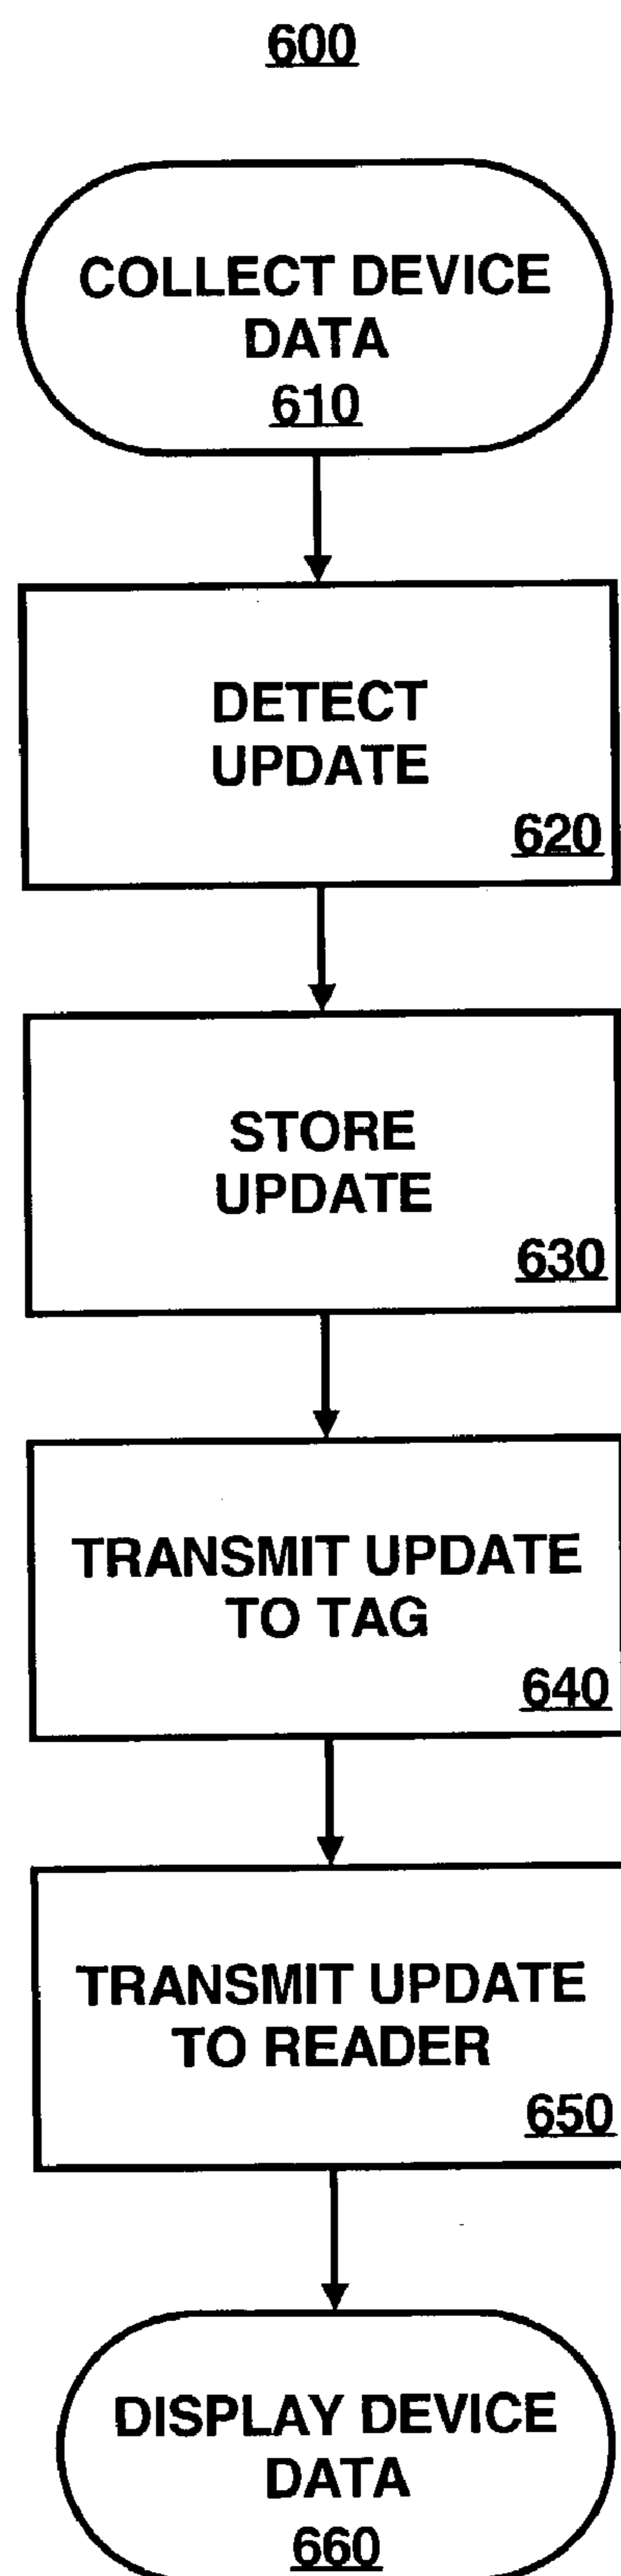 600
COLLECT DEVICE
DATA
610
DETECT
UPDATE
620
STORE
UPDATE
630
TRANSMIT UPDATE
TO TAG
640
TRANSMIT UPDATE
TO READER
650
DISPLAY DEVICE
DATA
660